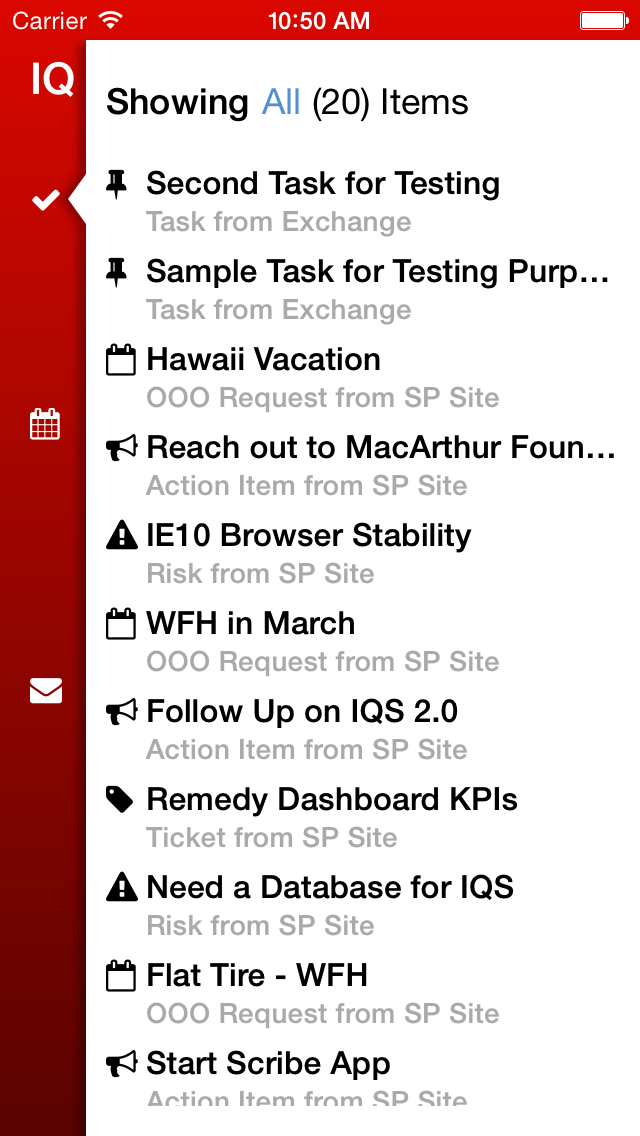 Carrier 10:50 AM
IQ
Showing All (20) Items
Second Task for Testing
Task from Exchange
Sample Task for Testing Purp...
Task from Exchange
Hawaii Vacation
OOO Request from SP Site
Reach out to MacArthur Foun...
Action Item from SP Site
IE10 Browser Stability
Risk from SP Site
WFH in March
OOO Request from SP Site
Follow Up on IQS 2.0
Action Item from SP Site
Remedy Dashboard KPIs
Ticket from SP Site
Need a Database for IQS
Risk from SP Site
Flat Tire - WFH
OOO Request from SP Site
Start Scribe App
Action Item from SP Site